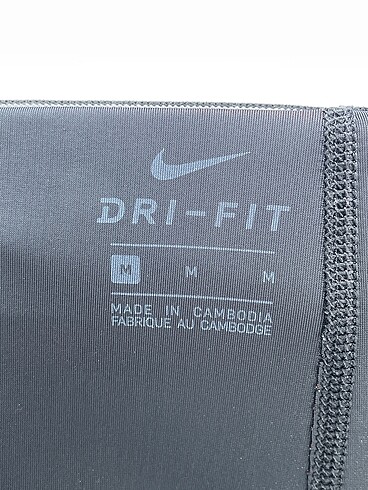 DRI-FIT
M M M
MADE IN CAMBODIA
FABRIQUE AU CAMBODGE